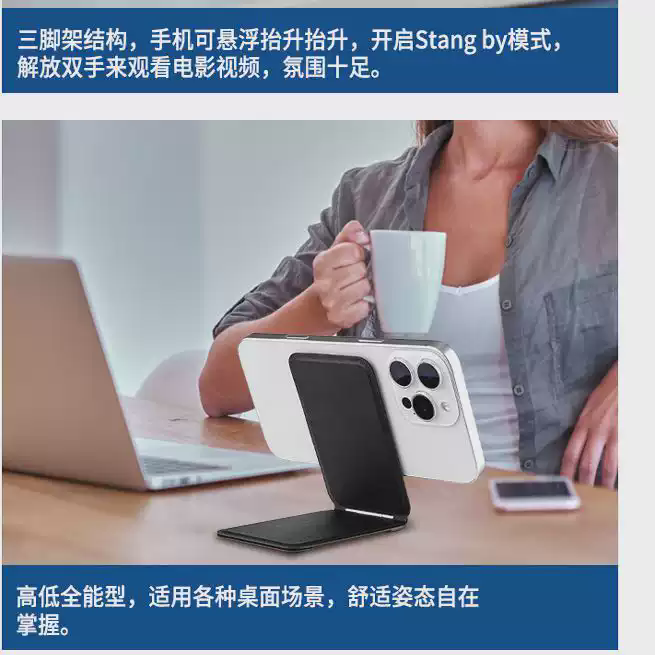 三脚架结构，手机可悬浮抬升抬升，开启Stang by模式，
解放双手来观看电影视频，氛围十足。
高低全能型，适用各种桌面场景，舒适姿态自在
掌握。